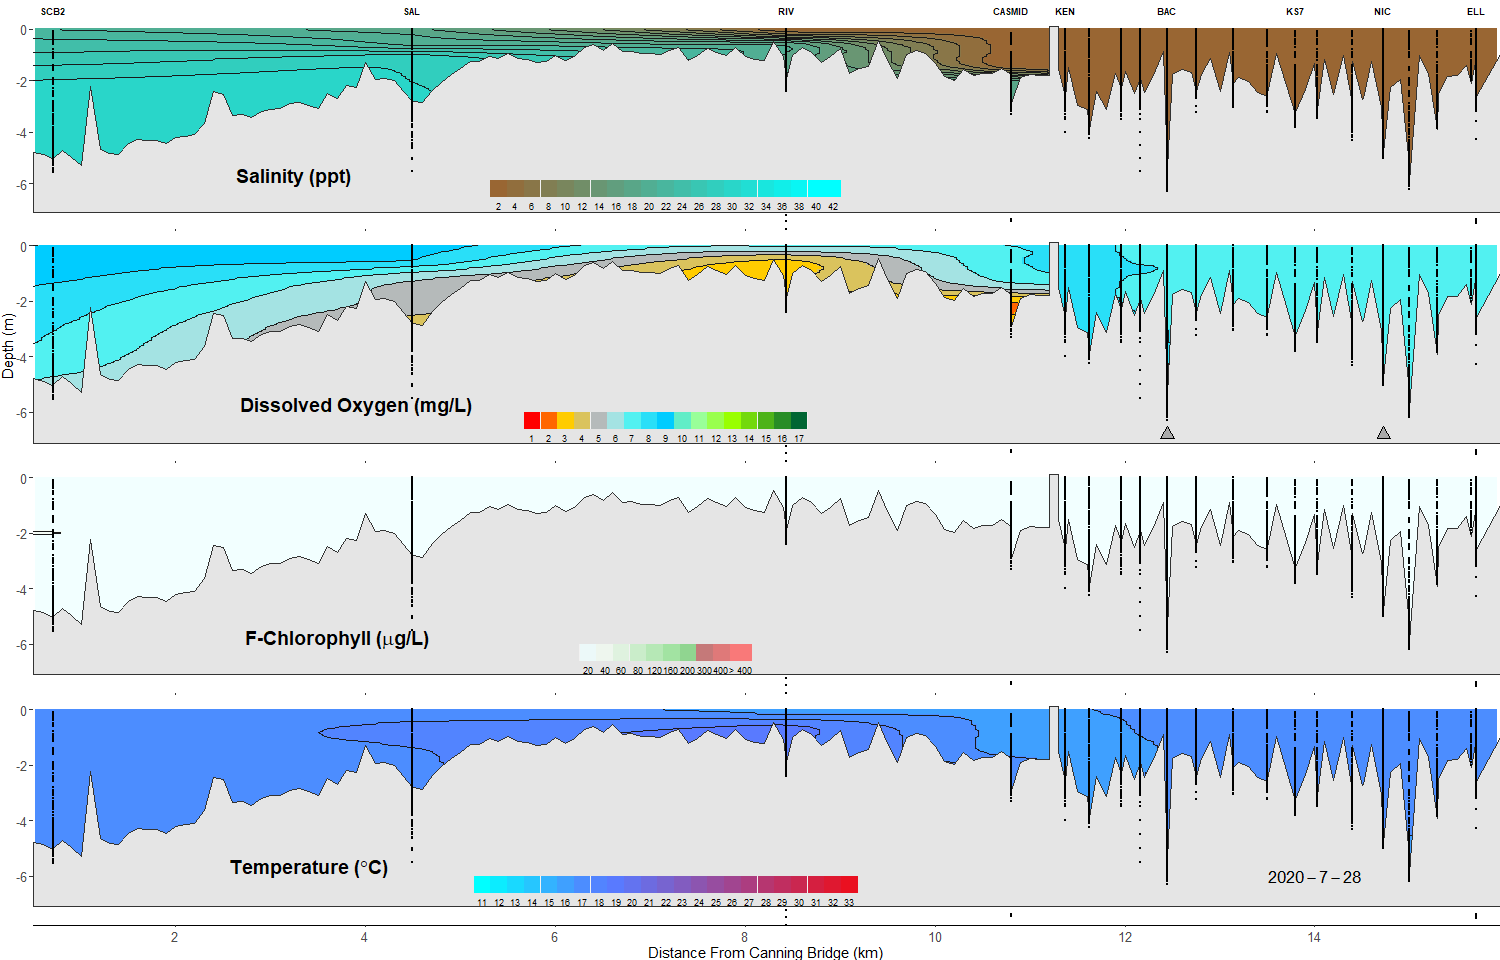 SCB2 SAL RIV CASMID KEN BAC KS7 NIC ELL
0
-2
-4
-6
Salinity (ppt)
2 4 6 8 10 12 14 16 18 20 22 24 26 28 30 32 34 36 38 40 42
0
-2
-4
-6
Depth (m)
Dissolved Oxygen (mg/L)
1 2 3 4 5 6 7 8 9 10 11 12 13 14 15 16 17
0
-2
-4
-6
F-Chlorophyll (µg/L)
20 40 60 80 120 160 200 300 400 > 400
0
-2
-4
-6
Temperature (°C)
2020 – 7 – 28
11 12 13 14 15 16 17 18 19 20 21 22 23 24 25 26 27 28 29 30 31 32 33
2 4 6 8 10 12 14
Distance From Canning Bridge (km)